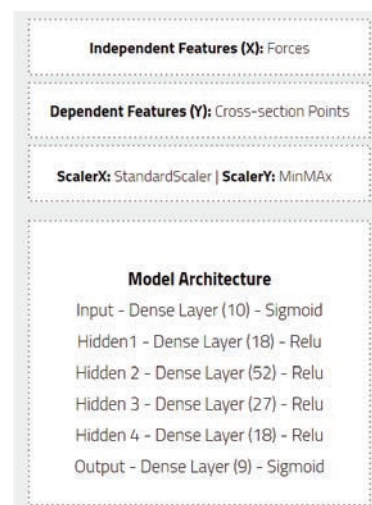 Independent Features (X): Forces
Dependent Features (Y): Cross-section Points
ScalerX: StandardScaler | ScalerY: MinMAx
Model Architecture
Input - Dense Layer (10) - Sigmoid
Hidden1 - Dense Layer (18) - Relu
Hidden 2 - Dense Layer (52) - Relu
Hidden 3 - Dense Layer (27) - Relu
Hidden 4 - Dense Layer (18) - Relu
Output - Dense Layer (9) - Sigmoid